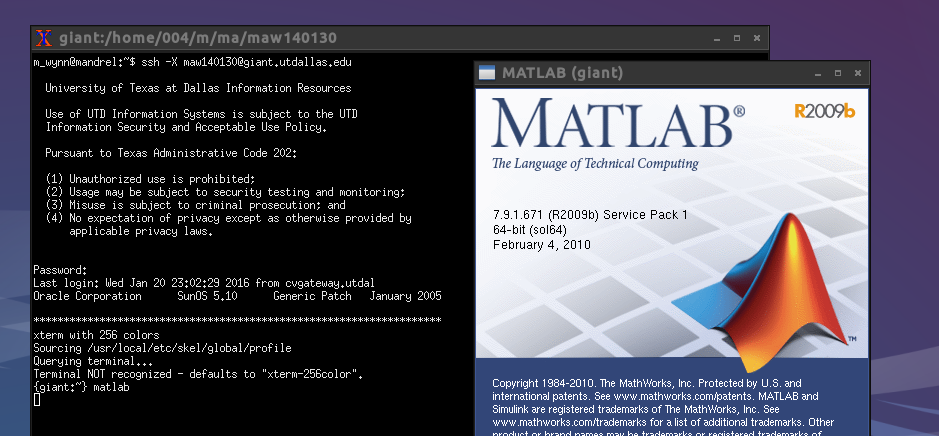 giant:/home/004/m/ma/maw140130
m_wynn@mandrel:~$ ssh -X maw140130@giant.utdallas.edu
University of Texas at Dallas Information Resources
Use of UTD Information Systems is subject to the UTD
Information Security and Acceptable Use Policy.
Pursuant to Texas Administrative Code 202:
(1) Unauthorized use is prohibited;
(2) Usage may be subject to security testing and monitoring;
(3) Misuse is subject to criminal prosecution; and
(4) No expectation of privacy except as otherwise provided by
applicable privacy laws.
Password:
Last login: Wed Jan 20 23:02:29 2016 from cvgateway.utdal
Oracle Corporation SunOS 5.10 Generic Patch January 2005
********************************************************************
xterm with 256 colors
Sourcing /usr/local/etc/skel/global/profile
Querying terminal...
Terminal NOT recognized - defaults to "xterm-256color".
{giant:~} matlab
MATLAB (giant)
MATLAB®
R2009b
The Language of Technical Computing
7.9.1.671 (R2009b) Service Pack 1
64-bit (sol64)
February 4, 2010
™
Copyright 1984-2010. The MathWorks, Inc. Protected by U.S. and
international patents. See www.mathworks.com/patents. MATLAB and
Simulink are registered trademarks of The MathWorks, Inc. See
www.mathworks.com/trademarks for a list of additional trademarks. Other
product or brand names may be trademarks or registered trademarks of